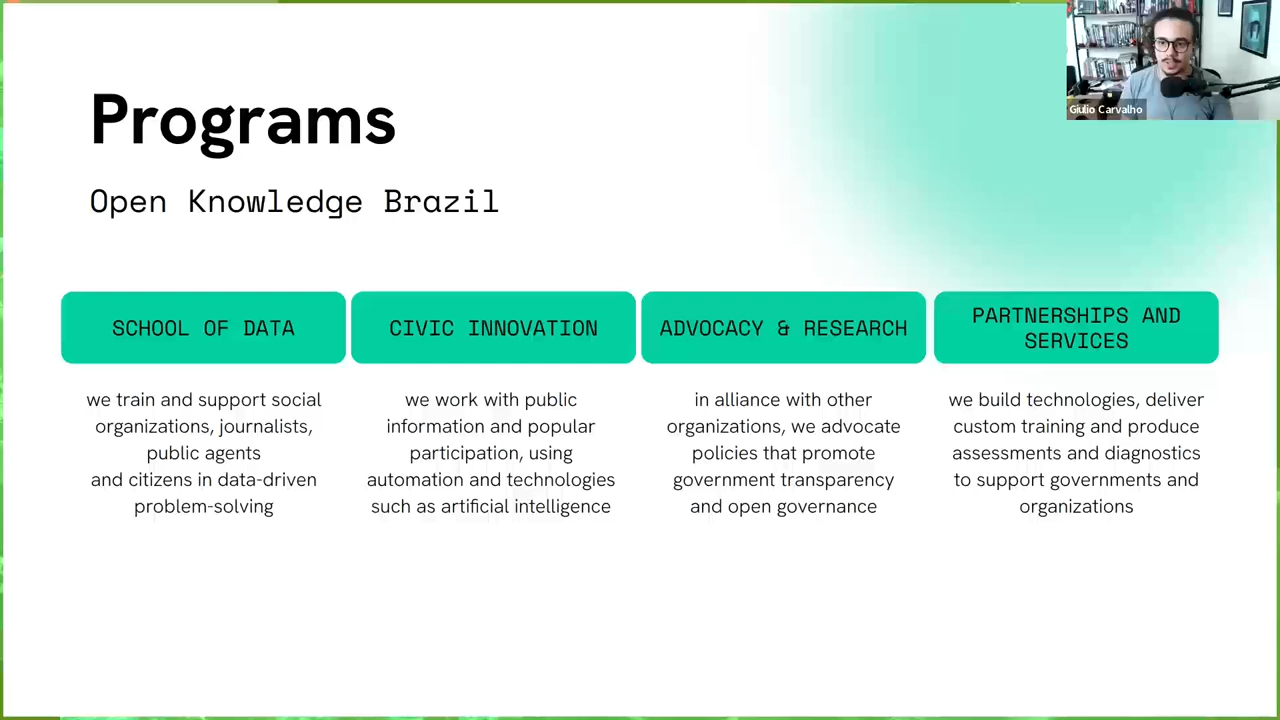 Programs
Open Knowledge Brazil
Giulio Carvalho
SCHOOL OF DATA
we train and support social
organizations, journalists,
public agents
and citizens in data-driven
problem-solving
CIVIC INNOVATION
we work with public
information and popular
participation, using
automation and technologies
such as artificial intelligence
ADVOCACY & RESEARCH
in alliance with other
organizations, we advocate
policies that promote
government transparency
and open governance
PARTNERSHIPS AND
SERVICES
we build technologies, deliver
custom training and produce
assessments and diagnostics
to support governments and
organizations